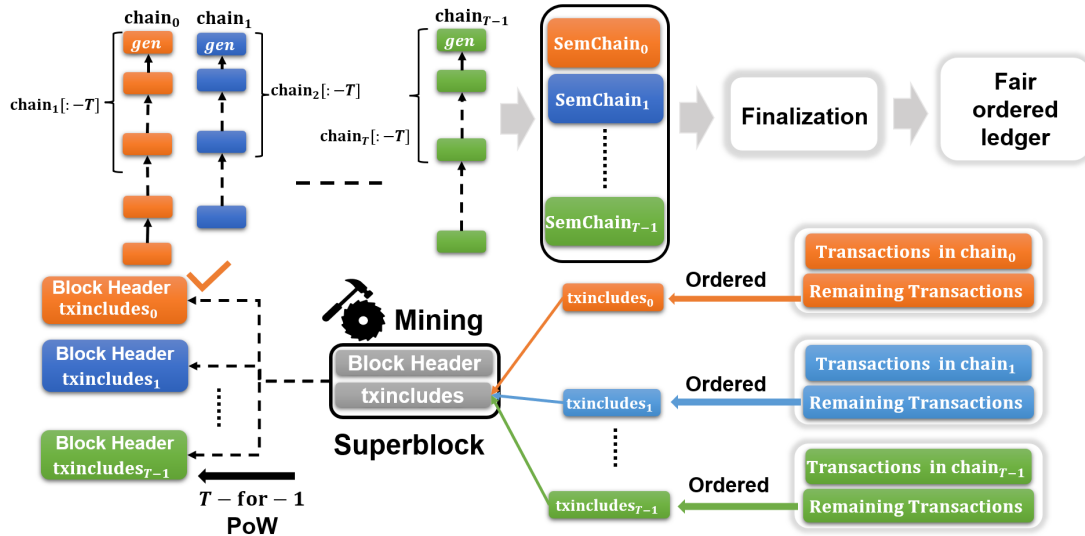 chain₀
chain₁
chain_{T−1}
gen
gen
gen
chain₁[: −T]
chain₂[: −T]
chain_T[: −T]
SemChain₀
SemChain₁
SemChain_{T−1}
Finalization
Fair
ordered
ledger
Block Header
txincludes₀
Block Header
txincludes₁
Block Header
txincludes_{T−1}
T − for − 1
PoW
Mining
Block Header
txincludes
Superblock
txincludes₀
Ordered
Transactions in chain₀
Remaining Transactions
txincludes₁
Ordered
Transactions in chain₁
Remaining Transactions
txincludes_{T−1}
Ordered
Transactions in chain_{T−1}
Remaining Transactions